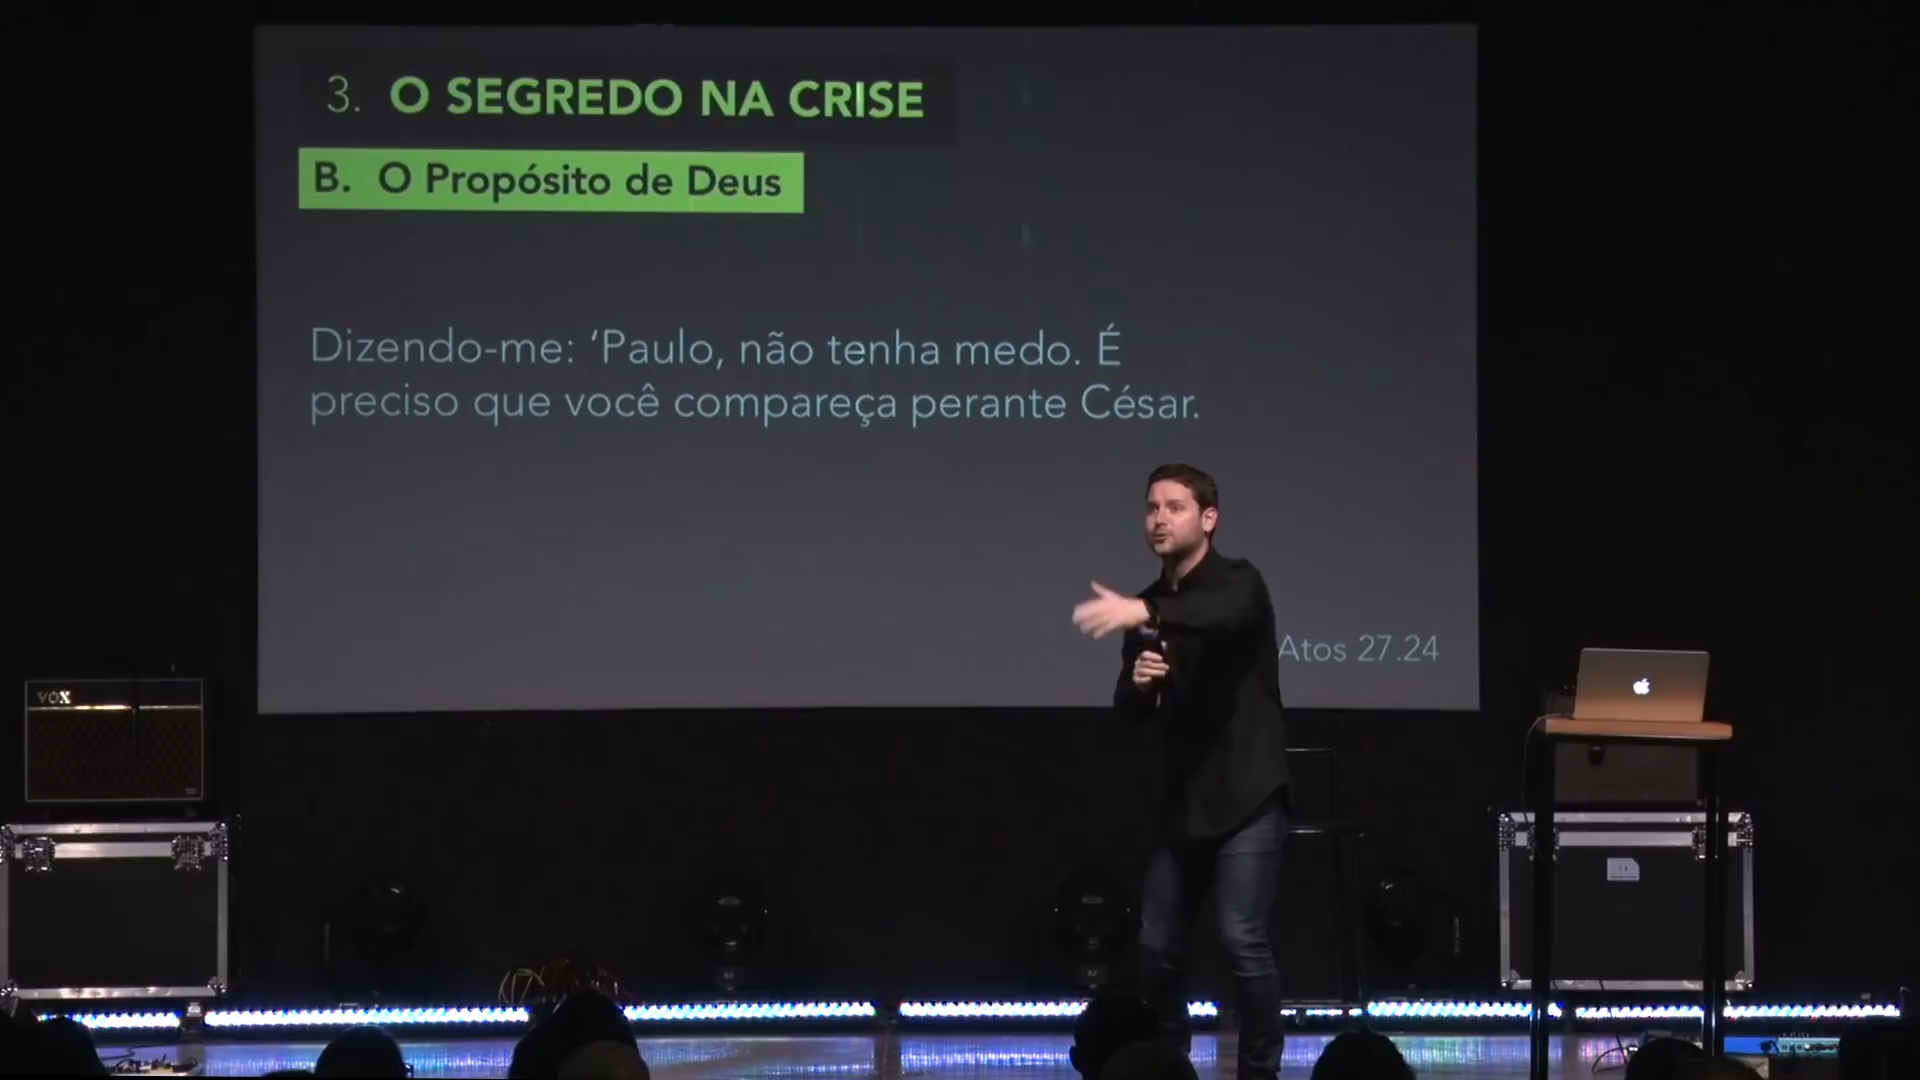 3. O SEGREDO NA CRISE
B. O Propósito de Deus
Dizendo-me: ‘Paulo, não tenha medo. É
preciso que você compareça perante César.
Atos 27.24
VOX